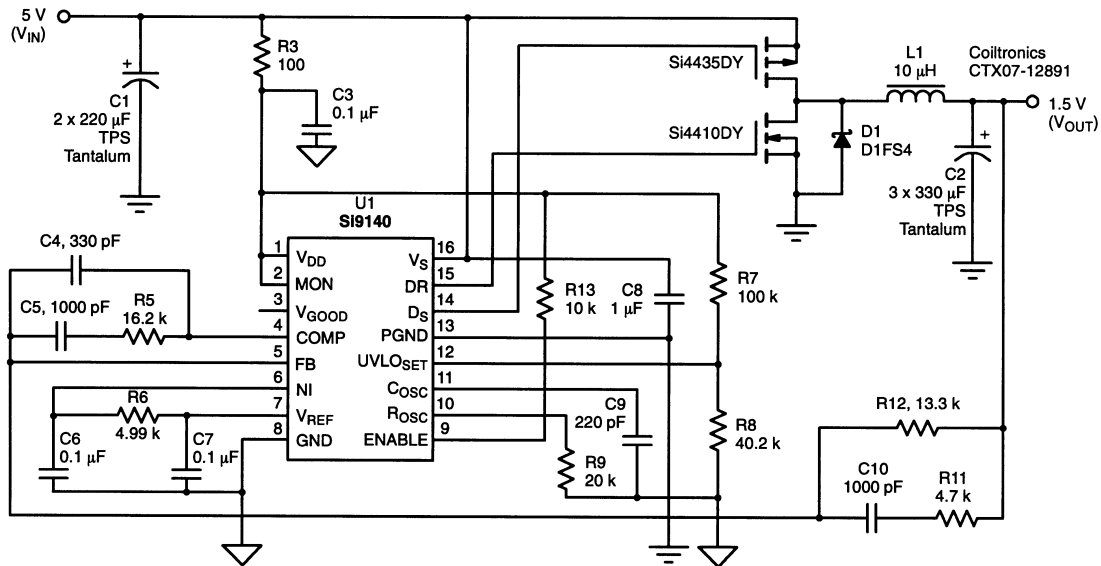 5 V
(VIN)
R3
100
C3
0.1 µF
+
C1
2 x 220 µF
TPS
Tantalum
Si4435DY
Si4410DY
L1
10 µH
Coiltronics
CTX07-12891
1.5 V
(VOUT)
D1
D1FS4
+
C2
3 x 330 µF
TPS
Tantalum
U1
Si9140
1 VDD
2 MON
3 VGOOD
4 COMP
5 FB
6 NI
7 VREF
8 GND
VS 16
DR 15
DS 14
PGND 13
UVLOSET 12
COSC 11
ROSC 10
ENABLE 9
C4, 330 pF
C5, 1000 pF
R5
16.2 k
R6
4.99 k
C6
0.1 µF
C7
0.1 µF
R13
10 k
C8
1 µF
R7
100 k
C9
220 pF
R9
20 k
R8
40.2 k
R12, 13.3 k
C10
1000 pF
R11
4.7 k